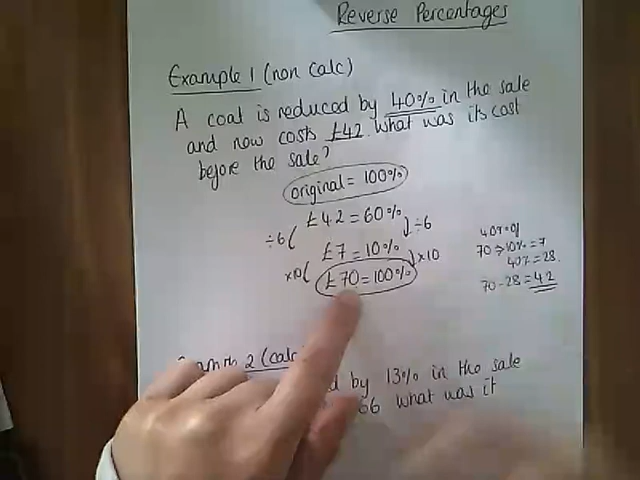 Reverse Percentages
Example 1 (non calc)
A coat is reduced by 40% in the sale
and now costs £42. What was its cost
before the sale?
original = 100%
£42 = 60%
÷6 ÷6
£7 = 10%
×10 ×10
£70 = 100%
70 → 10% = 7
40% = 28.
70 - 28 = 42
2 (calc
by 13% in the sale
66 what was it